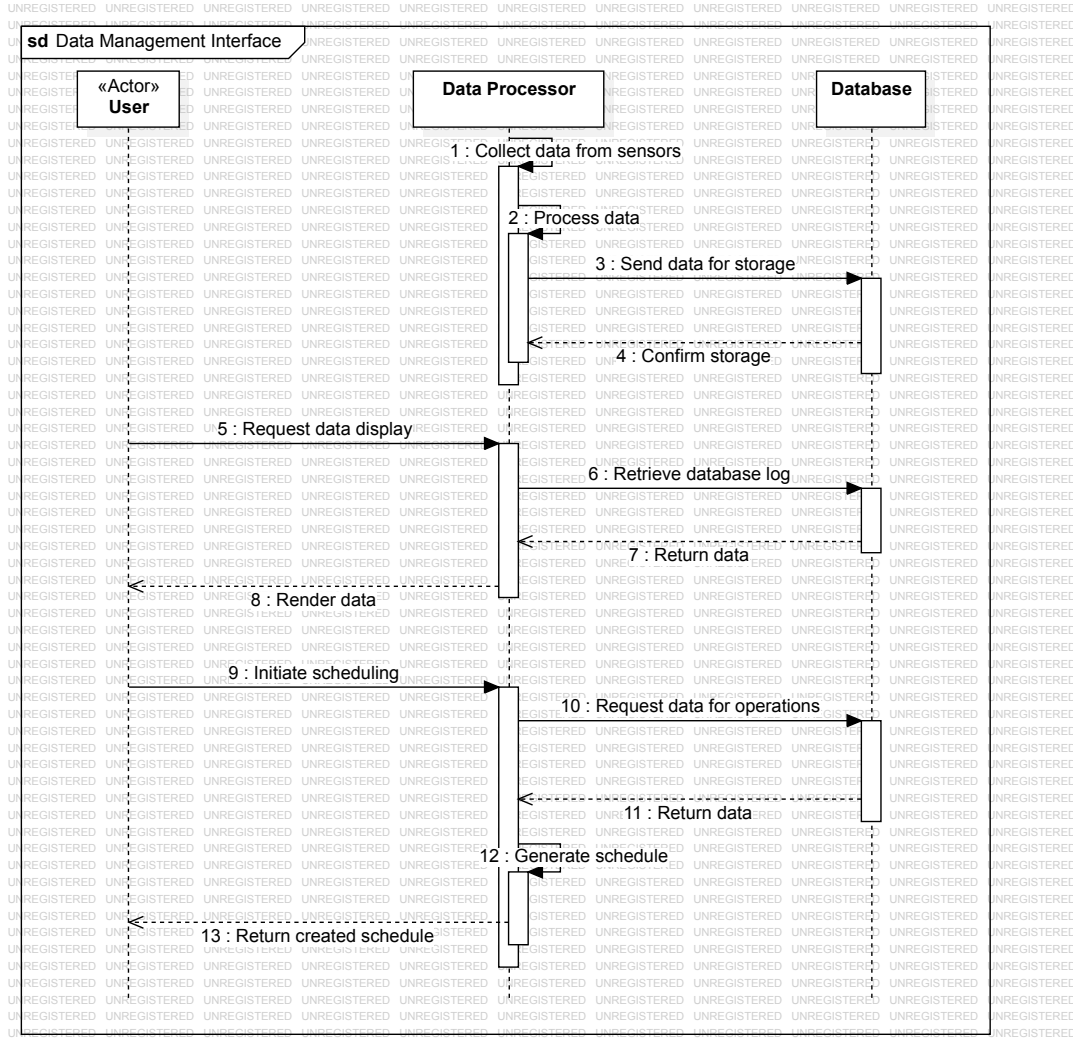 sd Data Management Interface
«Actor»
User
Data Processor
Database
1 : Collect data from sensors
2 : Process data
3 : Send data for storage
4 : Confirm storage
5 : Request data display
6 : Retrieve database log
7 : Return data
8 : Render data
9 : Initiate scheduling
10 : Request data for operations
11 : Return data
12 : Generate schedule
13 : Return created schedule
UNREGISTERED